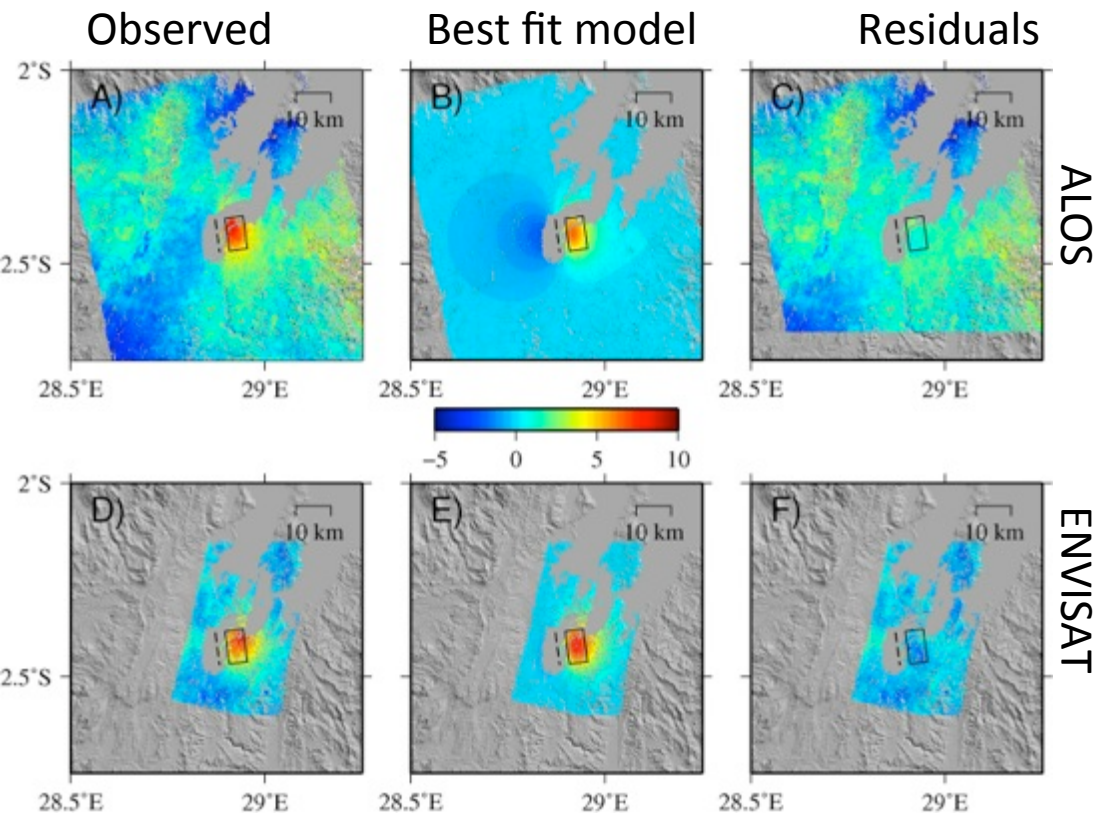 Observed Best fit model Residuals
2°S
A) B) C)
10 km 10 km 10 km
ALOS
2.5°S
28.5°E 29°E 28.5°E 29°E 28.5°E 29°E
−5 0 5 10
2°S
D) E) F)
10 km 10 km 10 km
ENVISAT
2.5°S
28.5°E 29°E 28.5°E 29°E 28.5°E 29°E